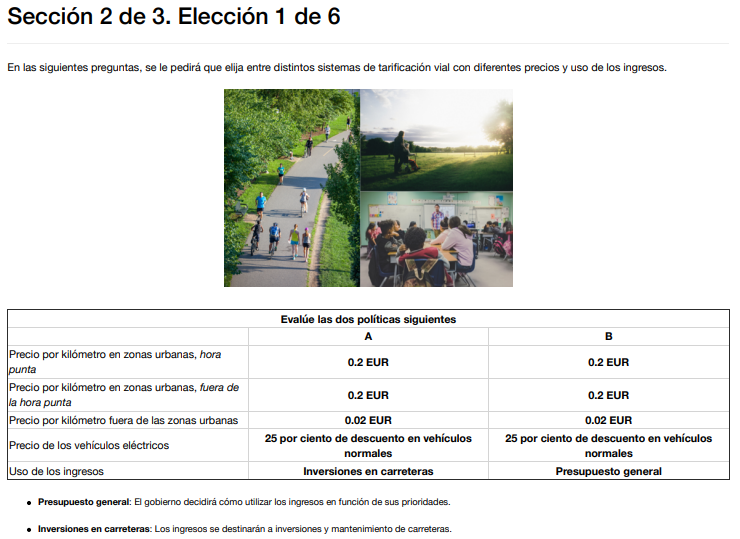 Sección 2 de 3. Elección 1 de 6
En las siguientes preguntas, se le pedirá que elija entre distintos sistemas de tarificación vial con diferentes precios y uso de los ingresos.
Evalúe las dos políticas siguientes
A B
Precio por kilómetro en zonas urbanas, hora
punta
0.2 EUR 0.2 EUR
Precio por kilómetro en zonas urbanas, fuera de
la hora punta
0.2 EUR 0.2 EUR
Precio por kilómetro fuera de las zonas urbanas 0.02 EUR 0.02 EUR
Precio de los vehículos eléctricos
25 por ciento de descuento en vehículos
normales
25 por ciento de descuento en vehículos
normales
Uso de los ingresos Inversiones en carreteras Presupuesto general
• Presupuesto general: El gobierno decidirá cómo utilizar los ingresos en función de sus prioridades.
• Inversiones en carreteras: Los ingresos se destinarán a inversiones y mantenimiento de carreteras.